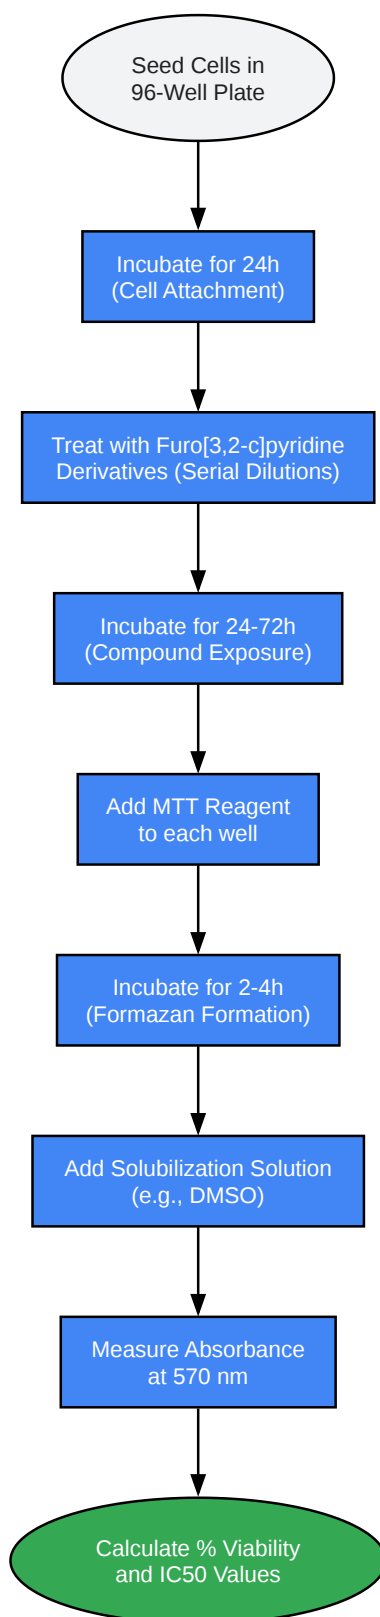 Seed Cells in
96-Well Plate
Incubate for 24h
(Cell Attachment)
Treat with Furo[3,2-c]pyridine
Derivatives (Serial Dilutions)
Incubate for 24-72h
(Compound Exposure)
Add MTT Reagent
to each well
Incubate for 2-4h
(Formazan Formation)
Add Solubilization Solution
(e.g., DMSO)
Measure Absorbance
at 570 nm
Calculate % Viability
and IC50 Values